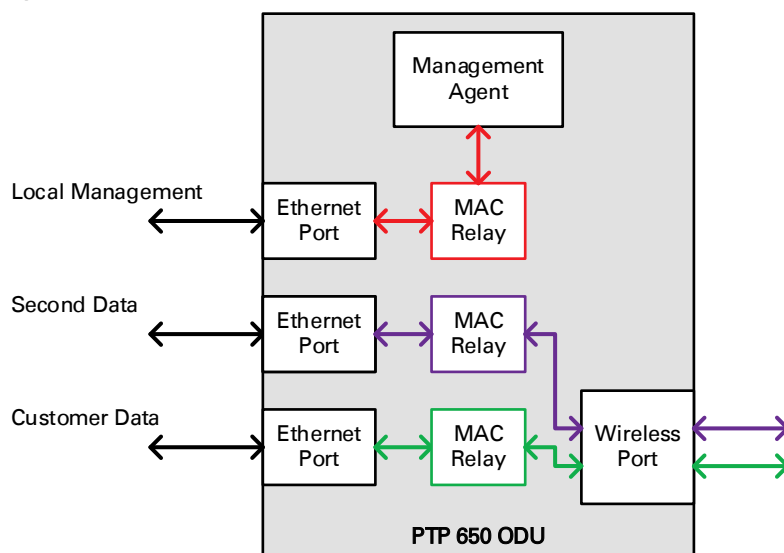 Management
Agent
Local Management
Ethernet
Port
MAC
Relay
Second Data
Ethernet
Port
MAC
Relay
Customer Data
Ethernet
Port
MAC
Relay
Wireless
Port
PTP 650 ODU